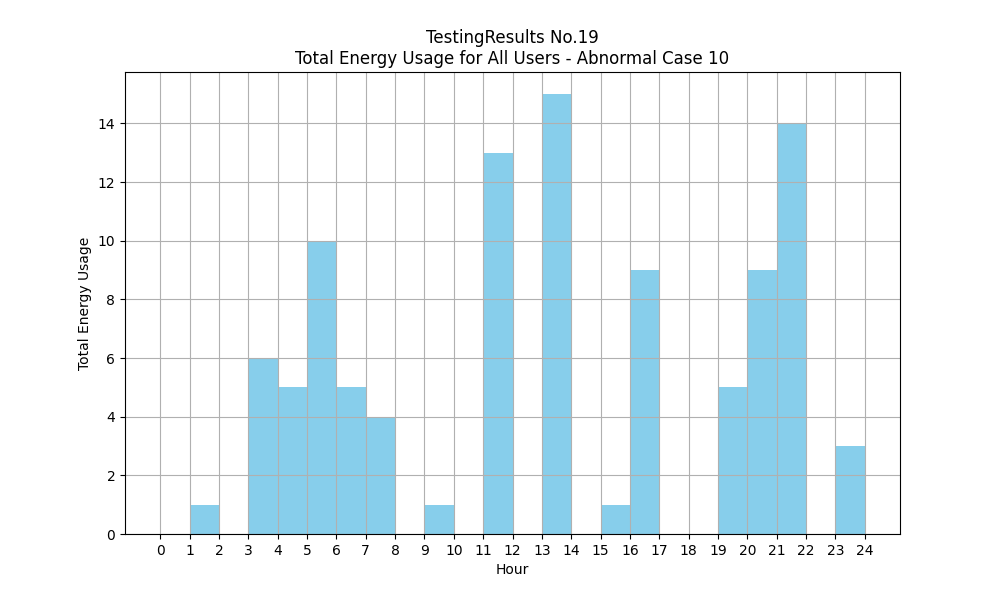 TestingResults No.19
Total Energy Usage for All Users - Abnormal Case 10
Total Energy Usage
14
12
10
8
6
4
2
0
0 1 2 3 4 5 6 7 8 9 10 11 12 13 14 15 16 17 18 19 20 21 22 23 24
Hour